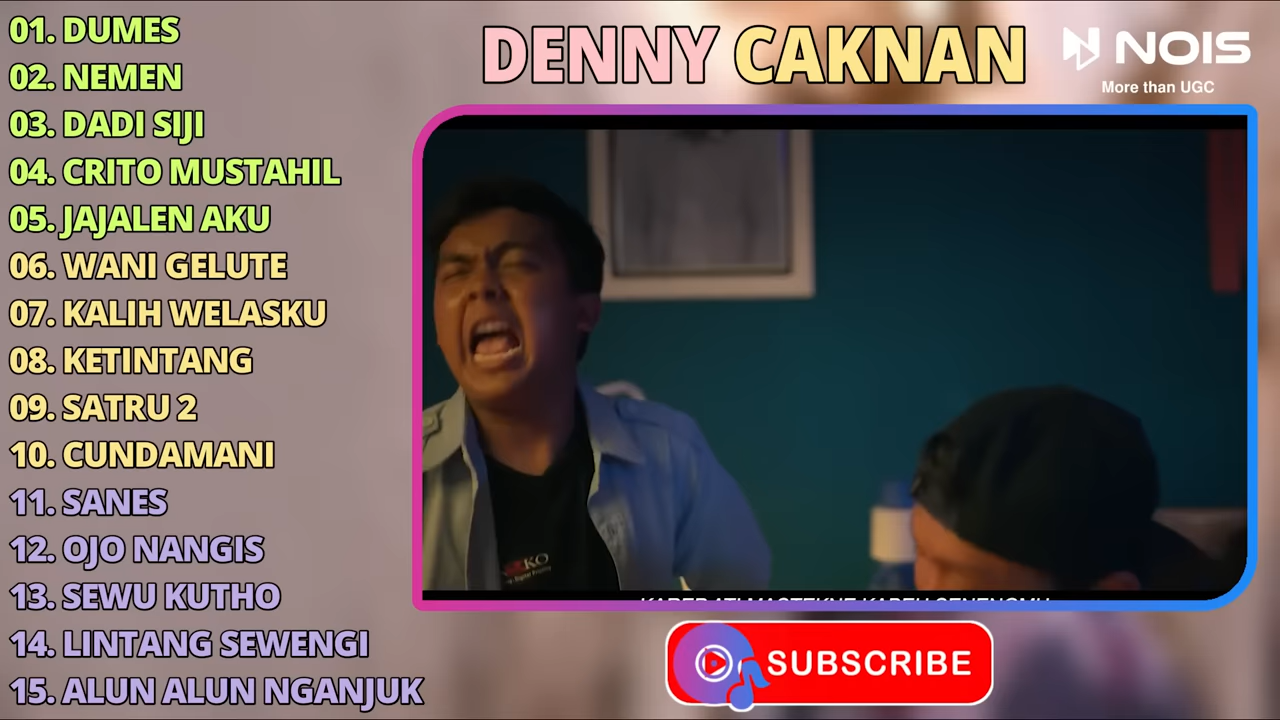 01. DUMES
02. NEMEN
03. DADI SIJI
04. CRITO MUSTAHIL
05. JAJALEN AKU
06. WANI GELUTE
07. KALIH WELASKU
08. KETINTANG
09. SATRU 2
10. CUNDAMANI
11. SANES
12. OJO NANGIS
13. SEWU KUTHO
14. LINTANG SEWENGI
15. ALUN ALUN NGANJUK
DENNY CAKNAN
NOIS
More than UGC
SUBSCRIBE